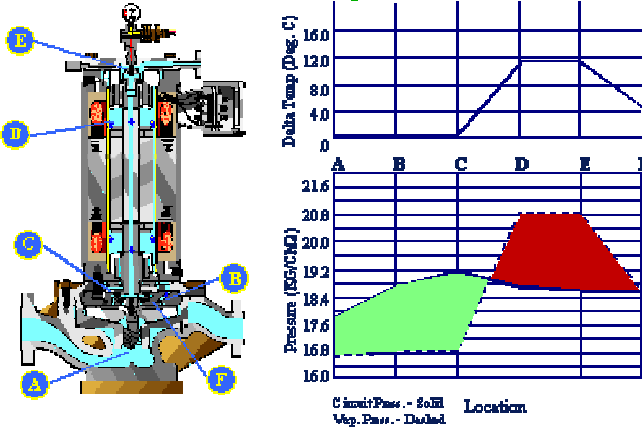 E
D
C
B
A
F
Delta Temp (Deg. C)
16.0
12.0
8.0
4.0
.0
A B C D E
Pressure (KG/CM2)
21.6
20.8
20.0
19.2
18.4
17.6
16.8
16.0
Circuit Press. - Solid
Vap. Press. - Dashed
Location